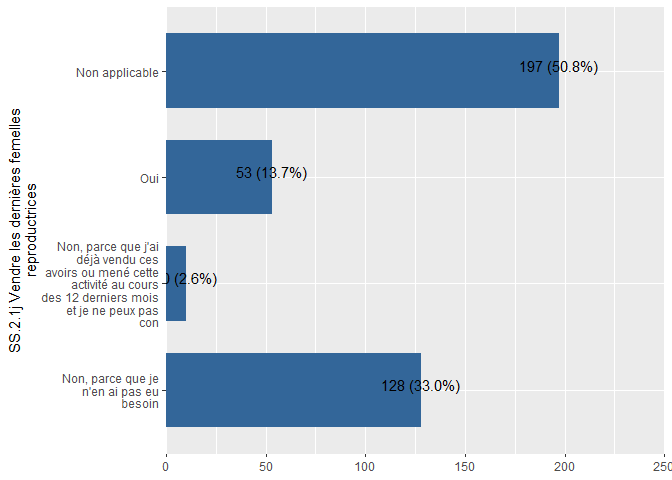 SS.2.1j Vendre les dernières femelles
reproductrices
Non applicable
197 (50.8%)
Oui
53 (13.7%)
Non, parce que j'ai
déjà vendu ces
avoirs ou mené cette
activité au cours
des 12 derniers mois
et je ne peux pas
con
(2.6%)
Non, parce que je
n'en ai pas eu
besoin
128 (33.0%)
0 50 100 150 200 250